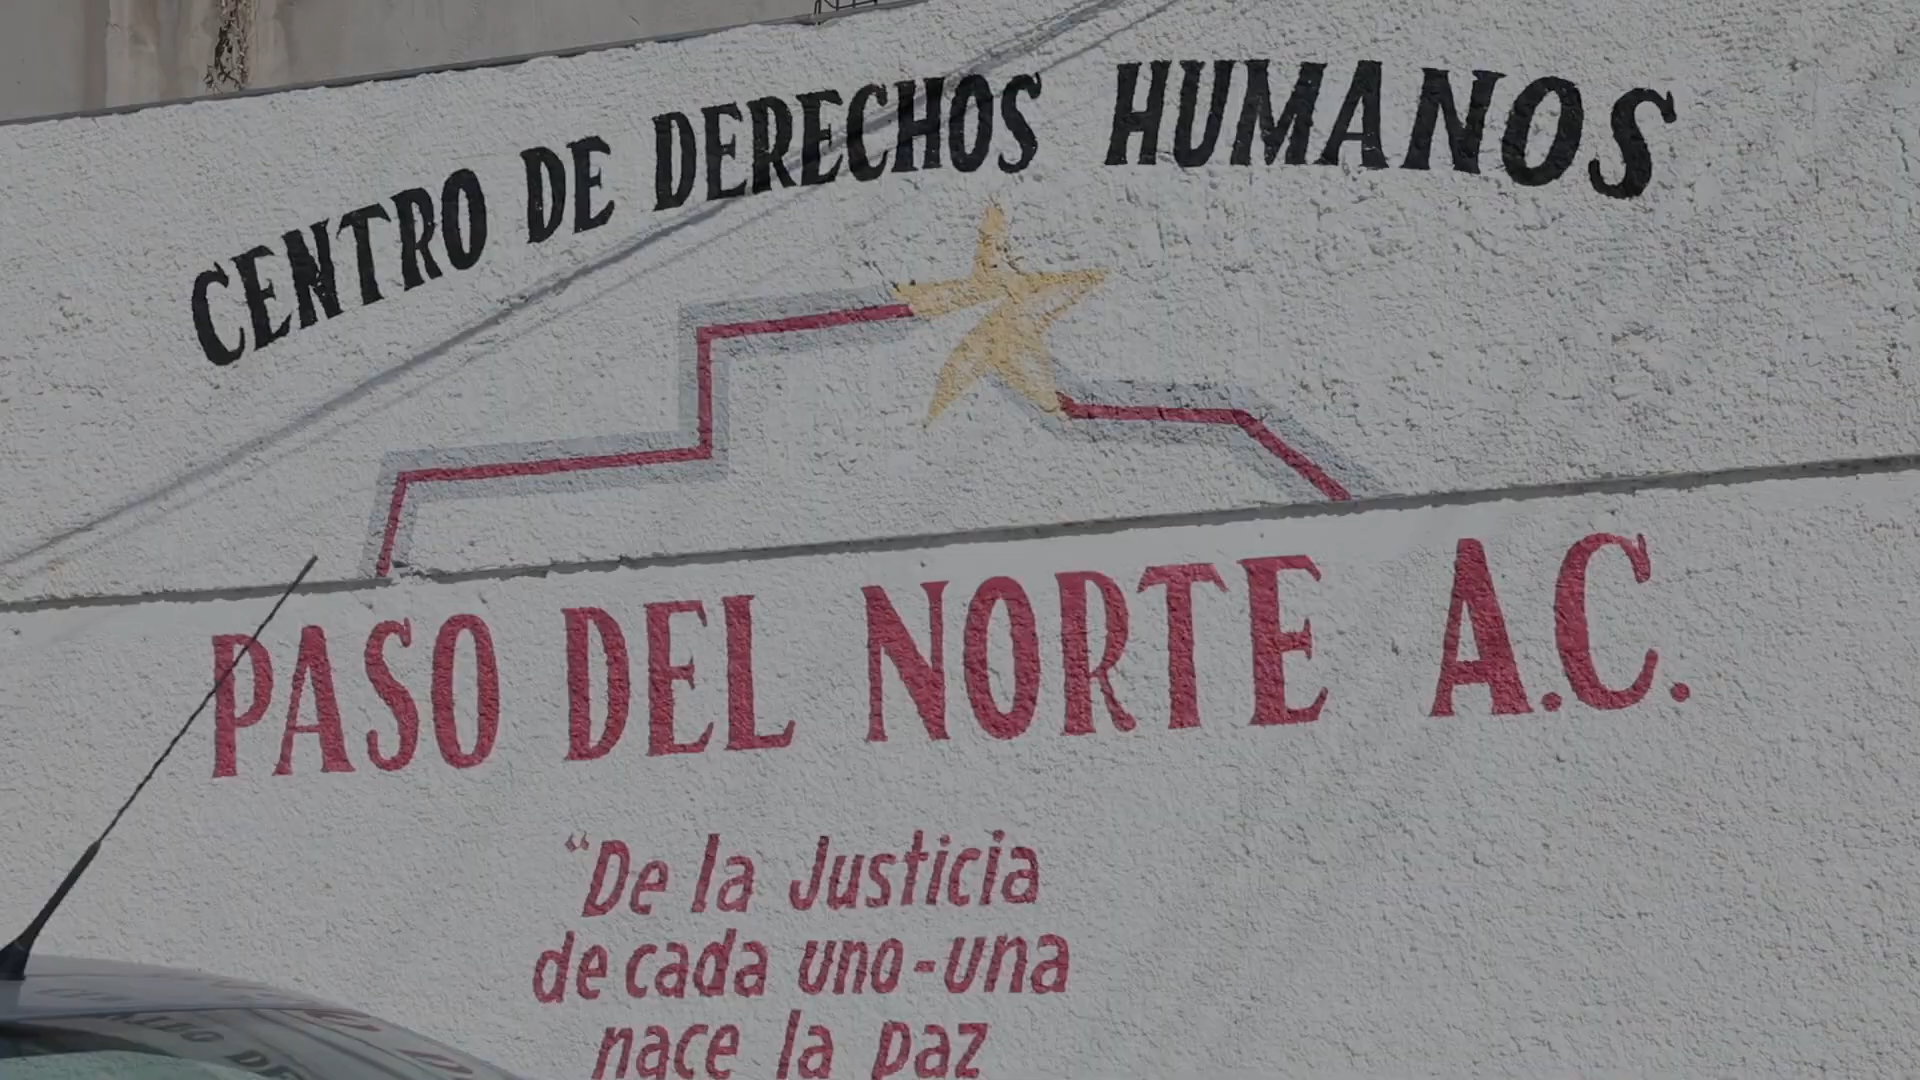 CENTRO DE DERECHOS HUMANOS
PASO DEL NORTE A.C.
“De la Justicia
de cada uno-una
nace la paz